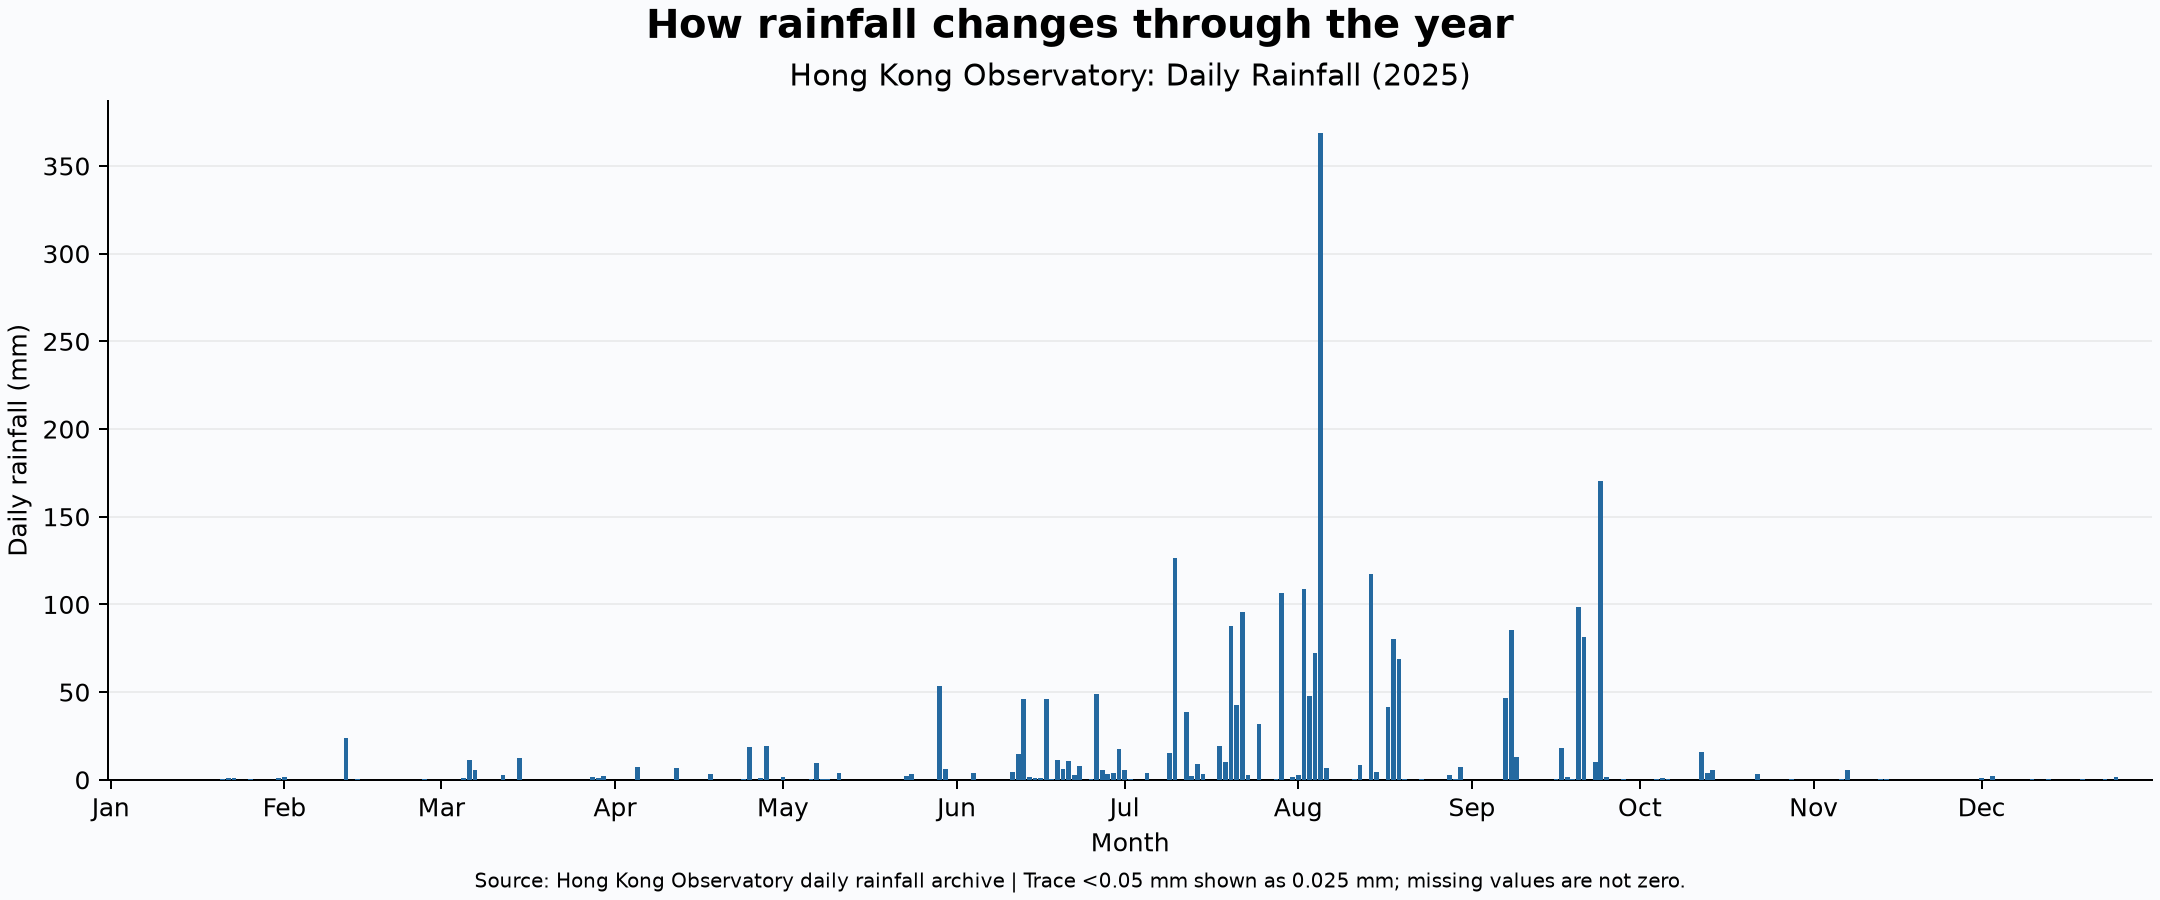 How rainfall changes through the year
Hong Kong Observatory: Daily Rainfall (2025)
Daily rainfall (mm)
350
300
250
200
150
100
50
0
Jan Feb Mar Apr May Jun Jul Aug Sep Oct Nov Dec
Month
Source: Hong Kong Observatory daily rainfall archive | Trace <0.05 mm shown as 0.025 mm; missing values are not zero.